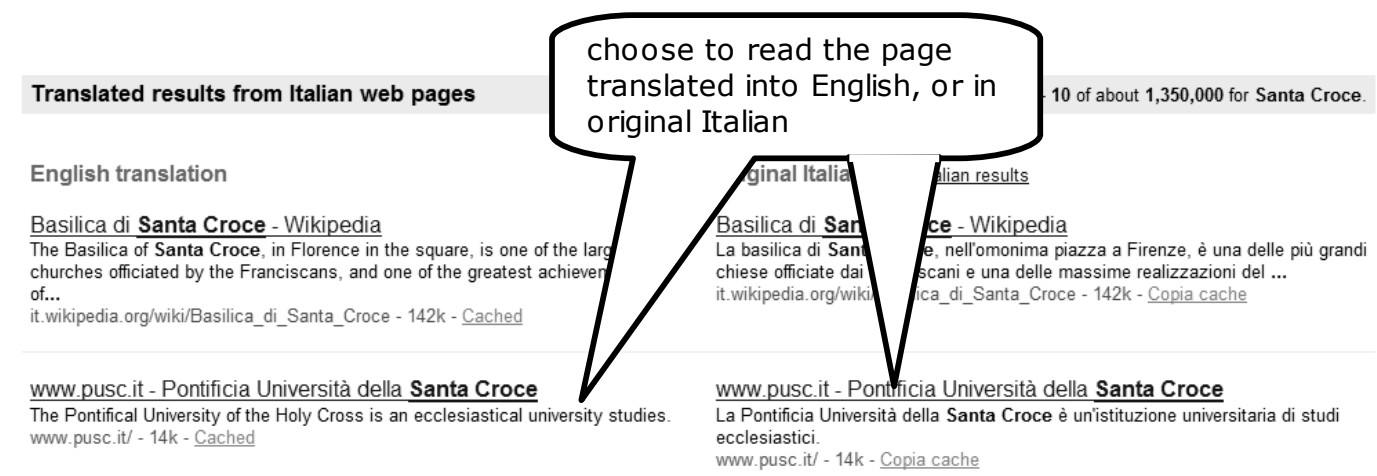 choose to read the page
translated into English, or in
original Italian
Translated results from Italian web pages
10 of about 1,350,000 for Santa Croce.
English translation
Basilica di Santa Croce - Wikipedia
The Basilica of Santa Croce, in Florence in the square, is one of the
churches officiated by the Franciscans, and one of the greatest
of...
it.wikipedia.org/wiki/Basilica_di_Santa_Croce - 142k - Cached
www.pusc.it - Pontificia Università della Santa Croce
The Pontifical University of the Holy Cross is an ecclesiastical university studies.
www.pusc.it/ - 14k - Cached
results
Basilica di - Wikipedia
La basilica di nell'omonima piazza a Firenze, è una delle più grandi
chiese officiate dai e una delle massime realizzazioni del ...
it.wikipedia.org/wiki/ ica_di_Santa_Croce - 142k - Copia cache
www.pusc.it - Pontificia Università della Santa Croce
La Pontificia Università della Santa Croce è un'istituzione universitaria di studi
ecclesiastici.
www.pusc.it/ - 14k - Copia cache